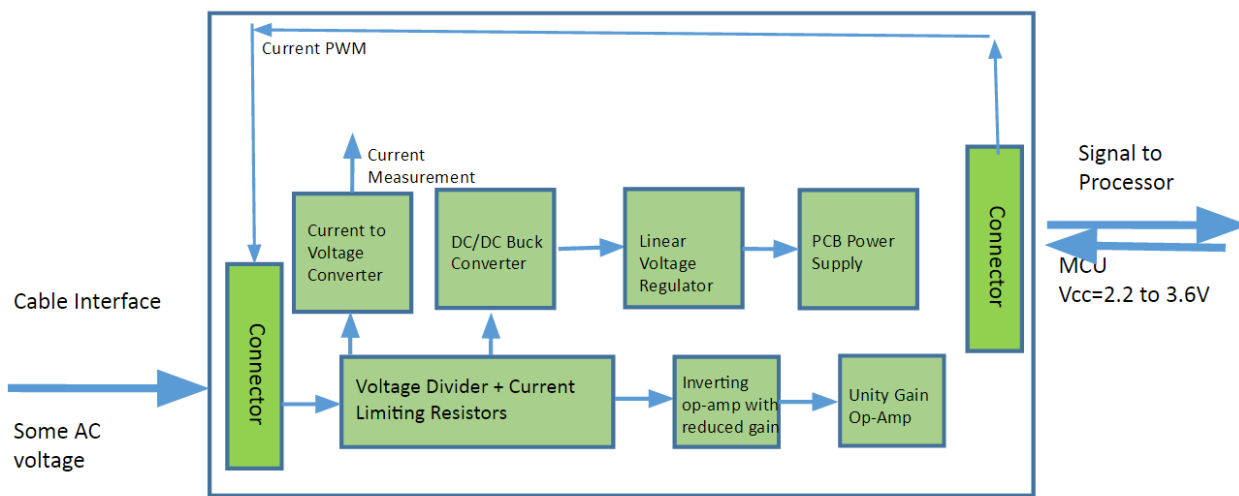 Current PWM
Current
Measurement
Signal to
Processor
Current to
Voltage
Converter
DC/DC Buck
Converter
Linear
Voltage
Regulator
PCB Power
Supply
Connector
MCU
Vcc=2.2 to 3.6V
Cable Interface
Connector
Voltage Divider + Current
Limiting Resistors
Inverting
op-amp with
reduced gain
Unity Gain
Op-Amp
Some AC
voltage